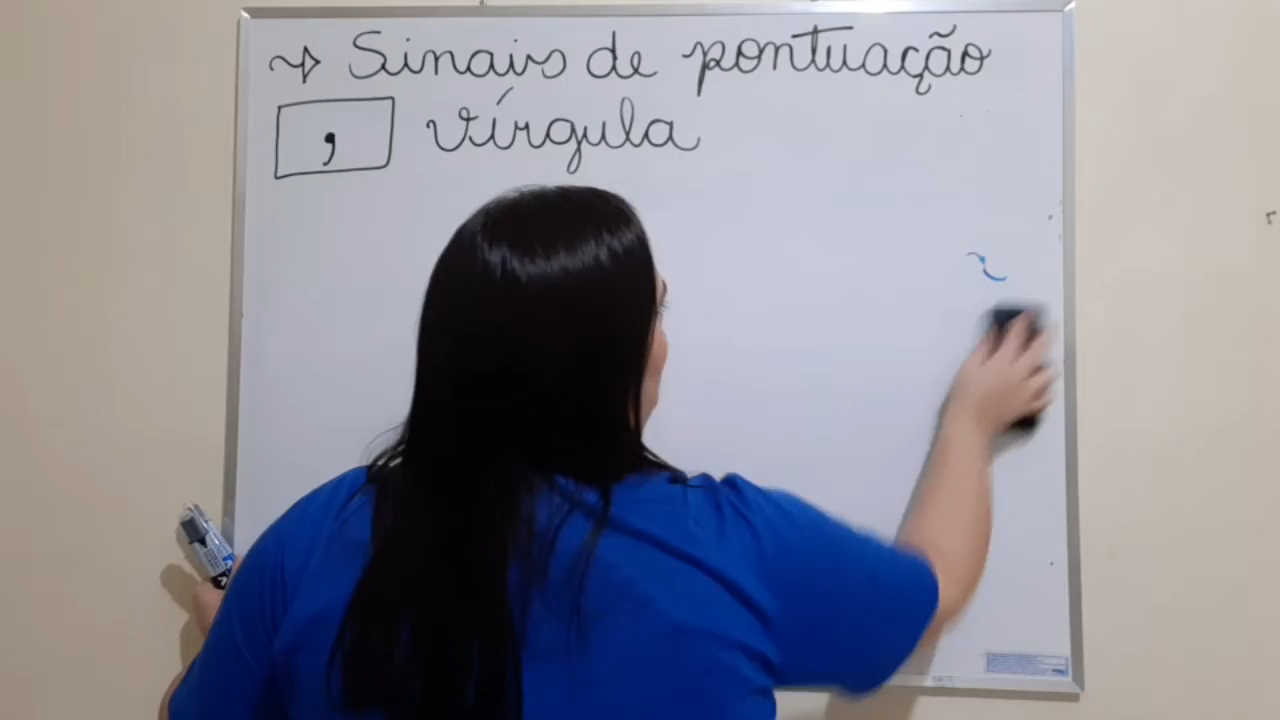 Sinais de pontuação
, vírgula